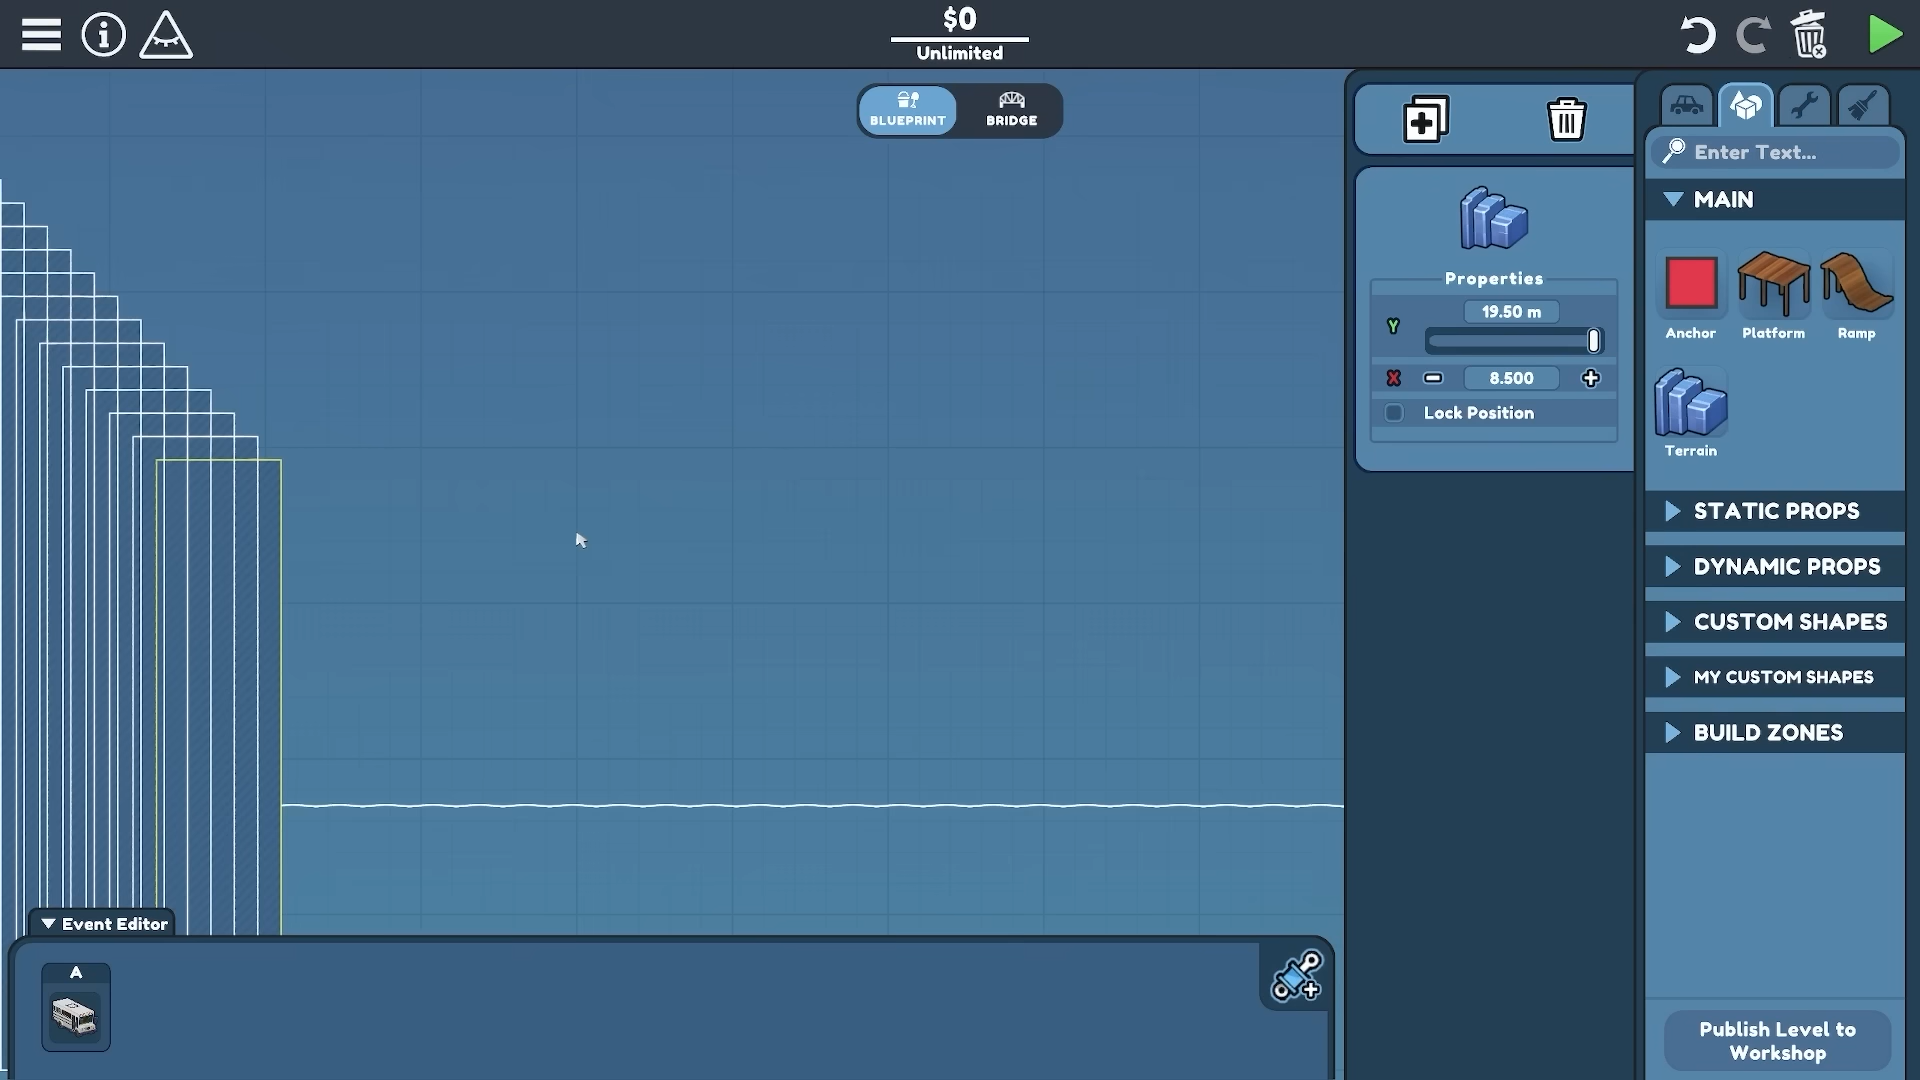 $0
Unlimited
BLUEPRINT
BRIDGE
Enter Text...
MAIN
Anchor
Platform
Ramp
Terrain
STATIC PROPS
DYNAMIC PROPS
CUSTOM SHAPES
MY CUSTOM SHAPES
BUILD ZONES
Publish Level to
Workshop
Properties
Y
19.50 m
X
8.500
Lock Position
Event Editor
A